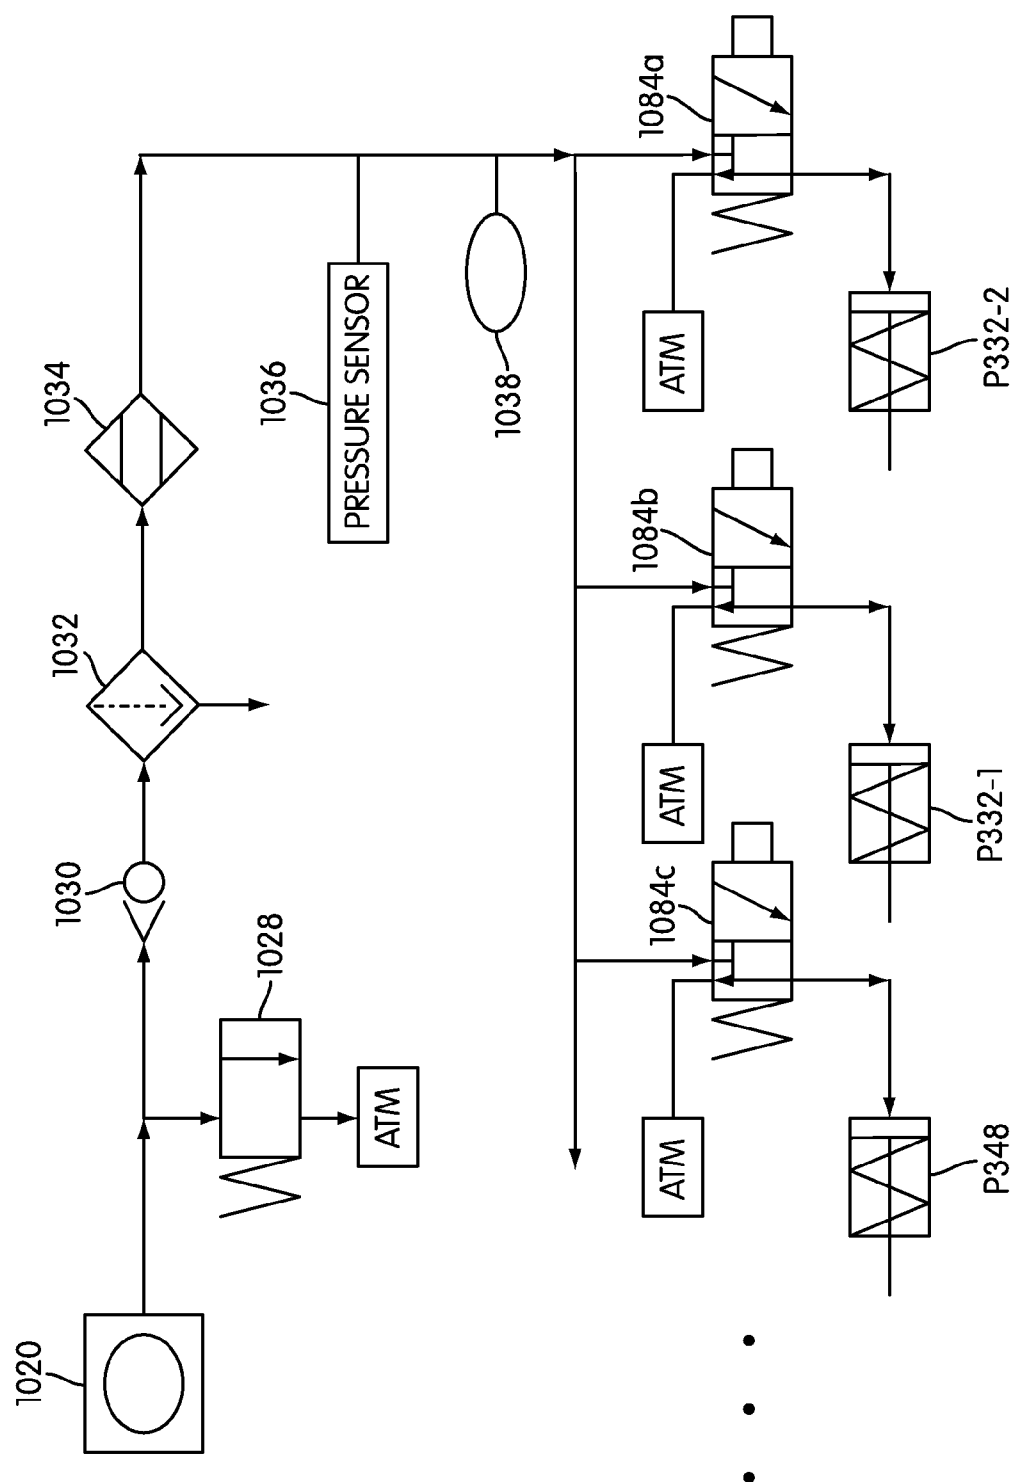 1020
1028
ATM
1030
1032
1034
1036
PRESSURE SENSOR
1038
1084c
ATM
P348
1084b
ATM
P332-1
1084a
ATM
P332-2